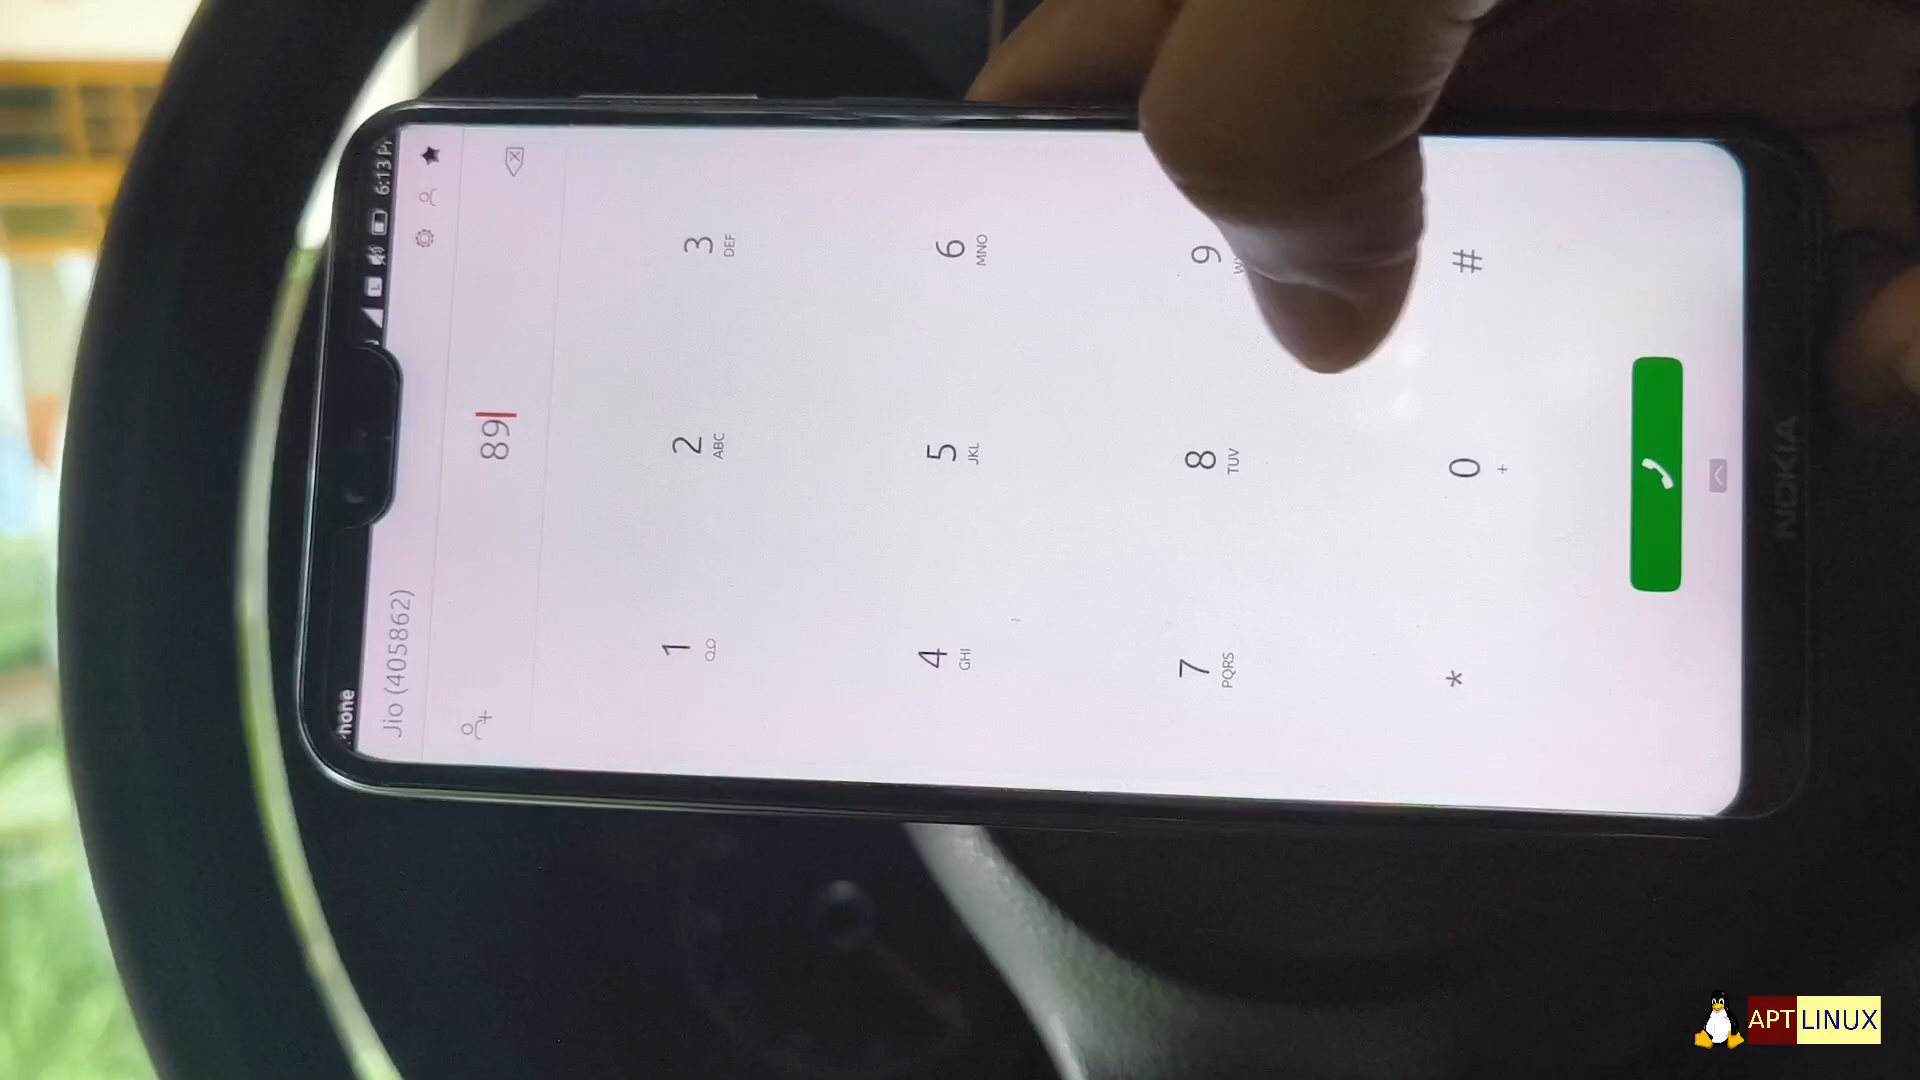 6:13
Jio (405862)
89
1
2
ABC
3
DEF
4
GHI
5
JKL
6
MNO
7
PQRS
8
TUV
9
*
0
+
#
NOKIA
APT LINUX